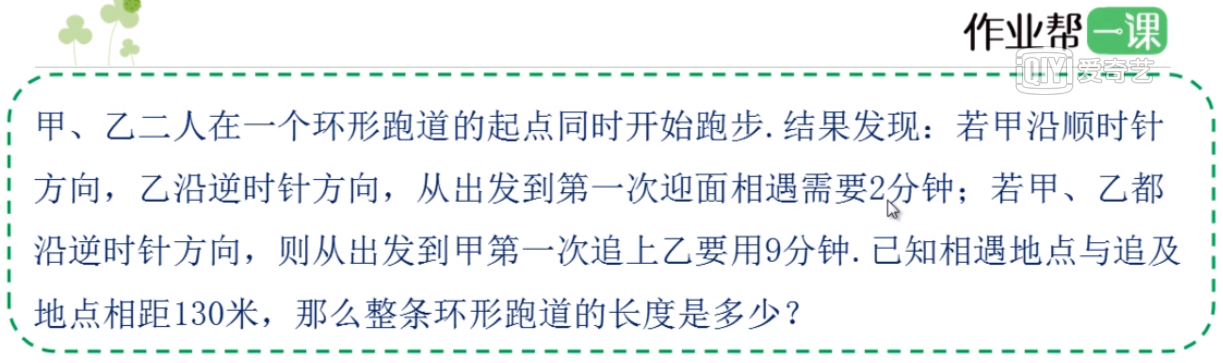 作业帮一课
iQIYI 爱奇艺
甲、乙二人在一个环形跑道的起点同时开始跑步.结果发现：若甲沿顺时针
方向，乙沿逆时针方向，从出发到第一次迎面相遇需要2分钟；若甲、乙都
沿逆时针方向，则从出发到甲第一次追上乙要用9分钟.已知相遇地点与追及
地点相距130米，那么整条环形跑道的长度是多少？